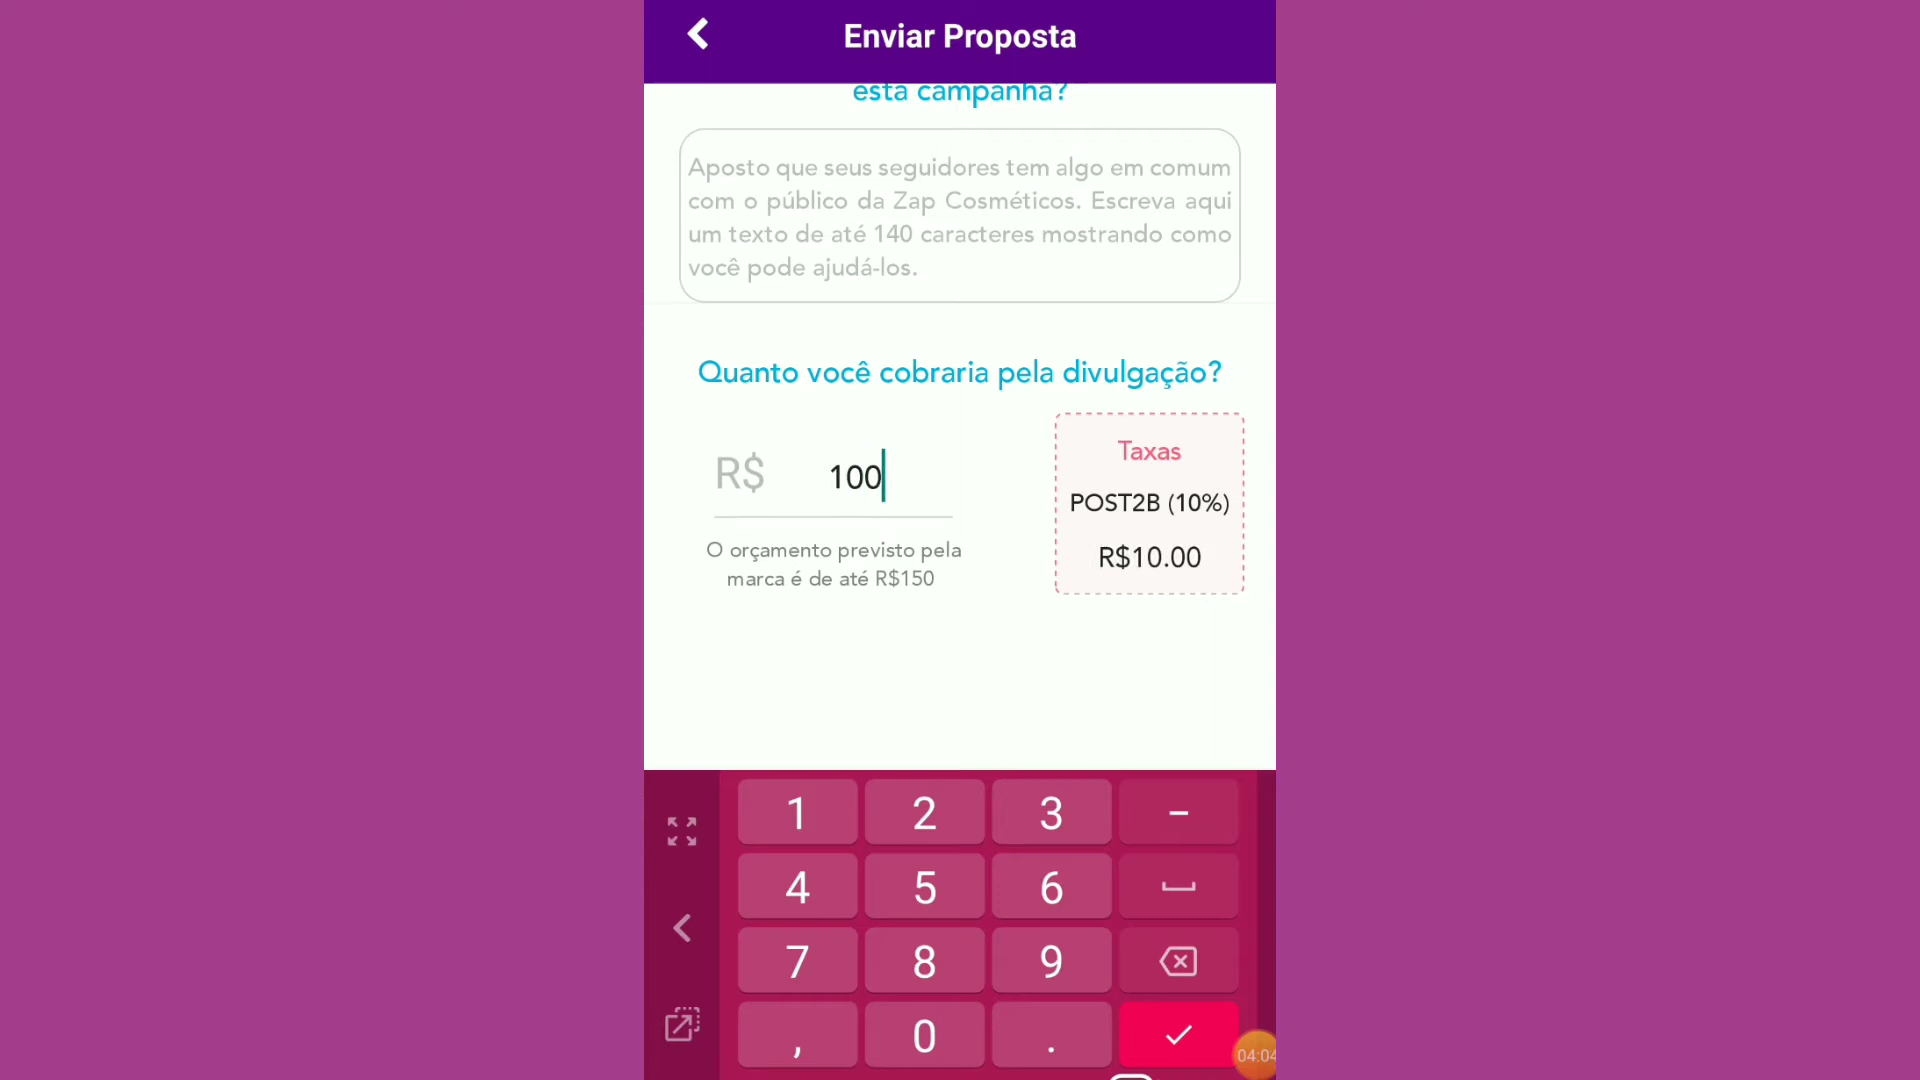 Enviar Proposta
esta campanha?
Aposto que seus seguidores tem algo em comum
com o público da Zap Cosméticos. Escreva aqui
um texto de até 140 caracteres mostrando como
você pode ajudá-los.
Quanto você cobraria pela divulgação?
R$ 100
O orçamento previsto pela
marca é de até R$150
Taxas
POST2B (10%)
R$10.00
1 2 3 -
4 5 6
7 8 9
, 0 .
04:04